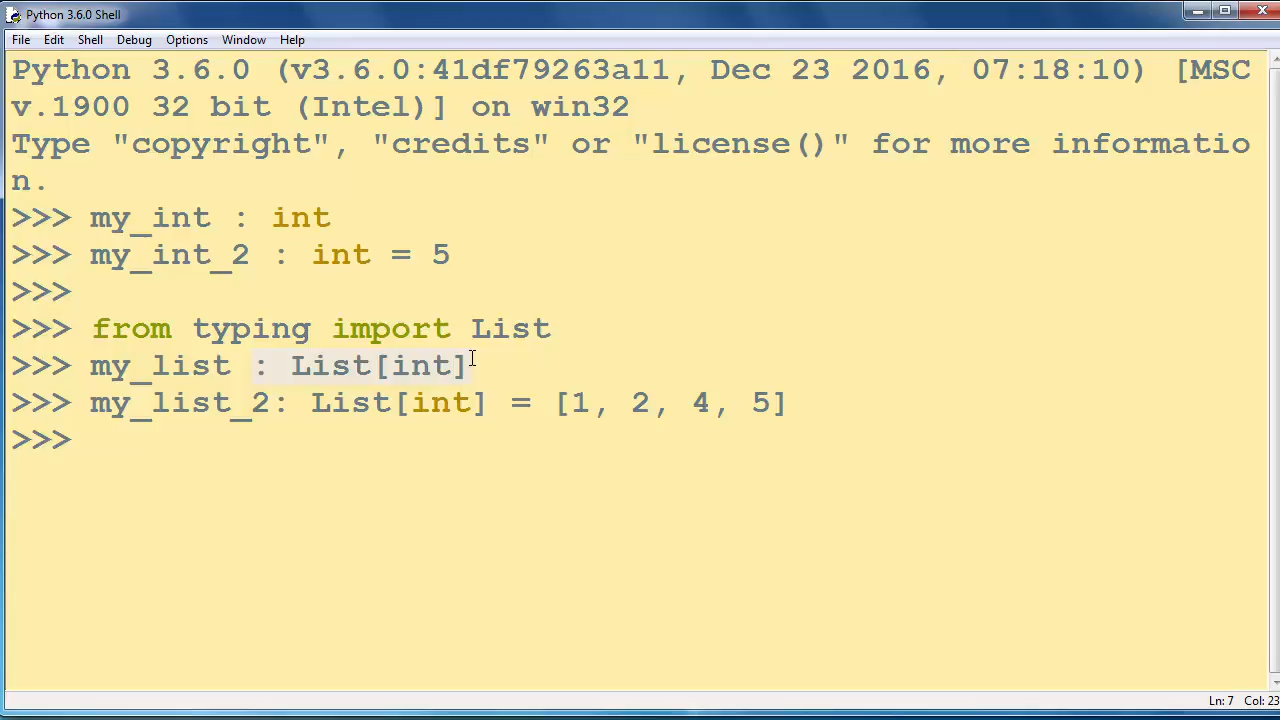 Python 3.6.0 Shell
File Edit Shell Debug Options Window Help
Python 3.6.0 (v3.6.0:41df79263a11, Dec 23 2016, 07:18:10) [MSC
v.1900 32 bit (Intel)] on win32
Type "copyright", "credits" or "license()" for more informatio
n.
>>> my_int : int
>>> my_int_2 : int = 5
>>>
>>> from typing import List
>>> my_list : List[int]
>>> my_list_2: List[int] = [1, 2, 4, 5]
>>>
Ln: 7 Col: 23